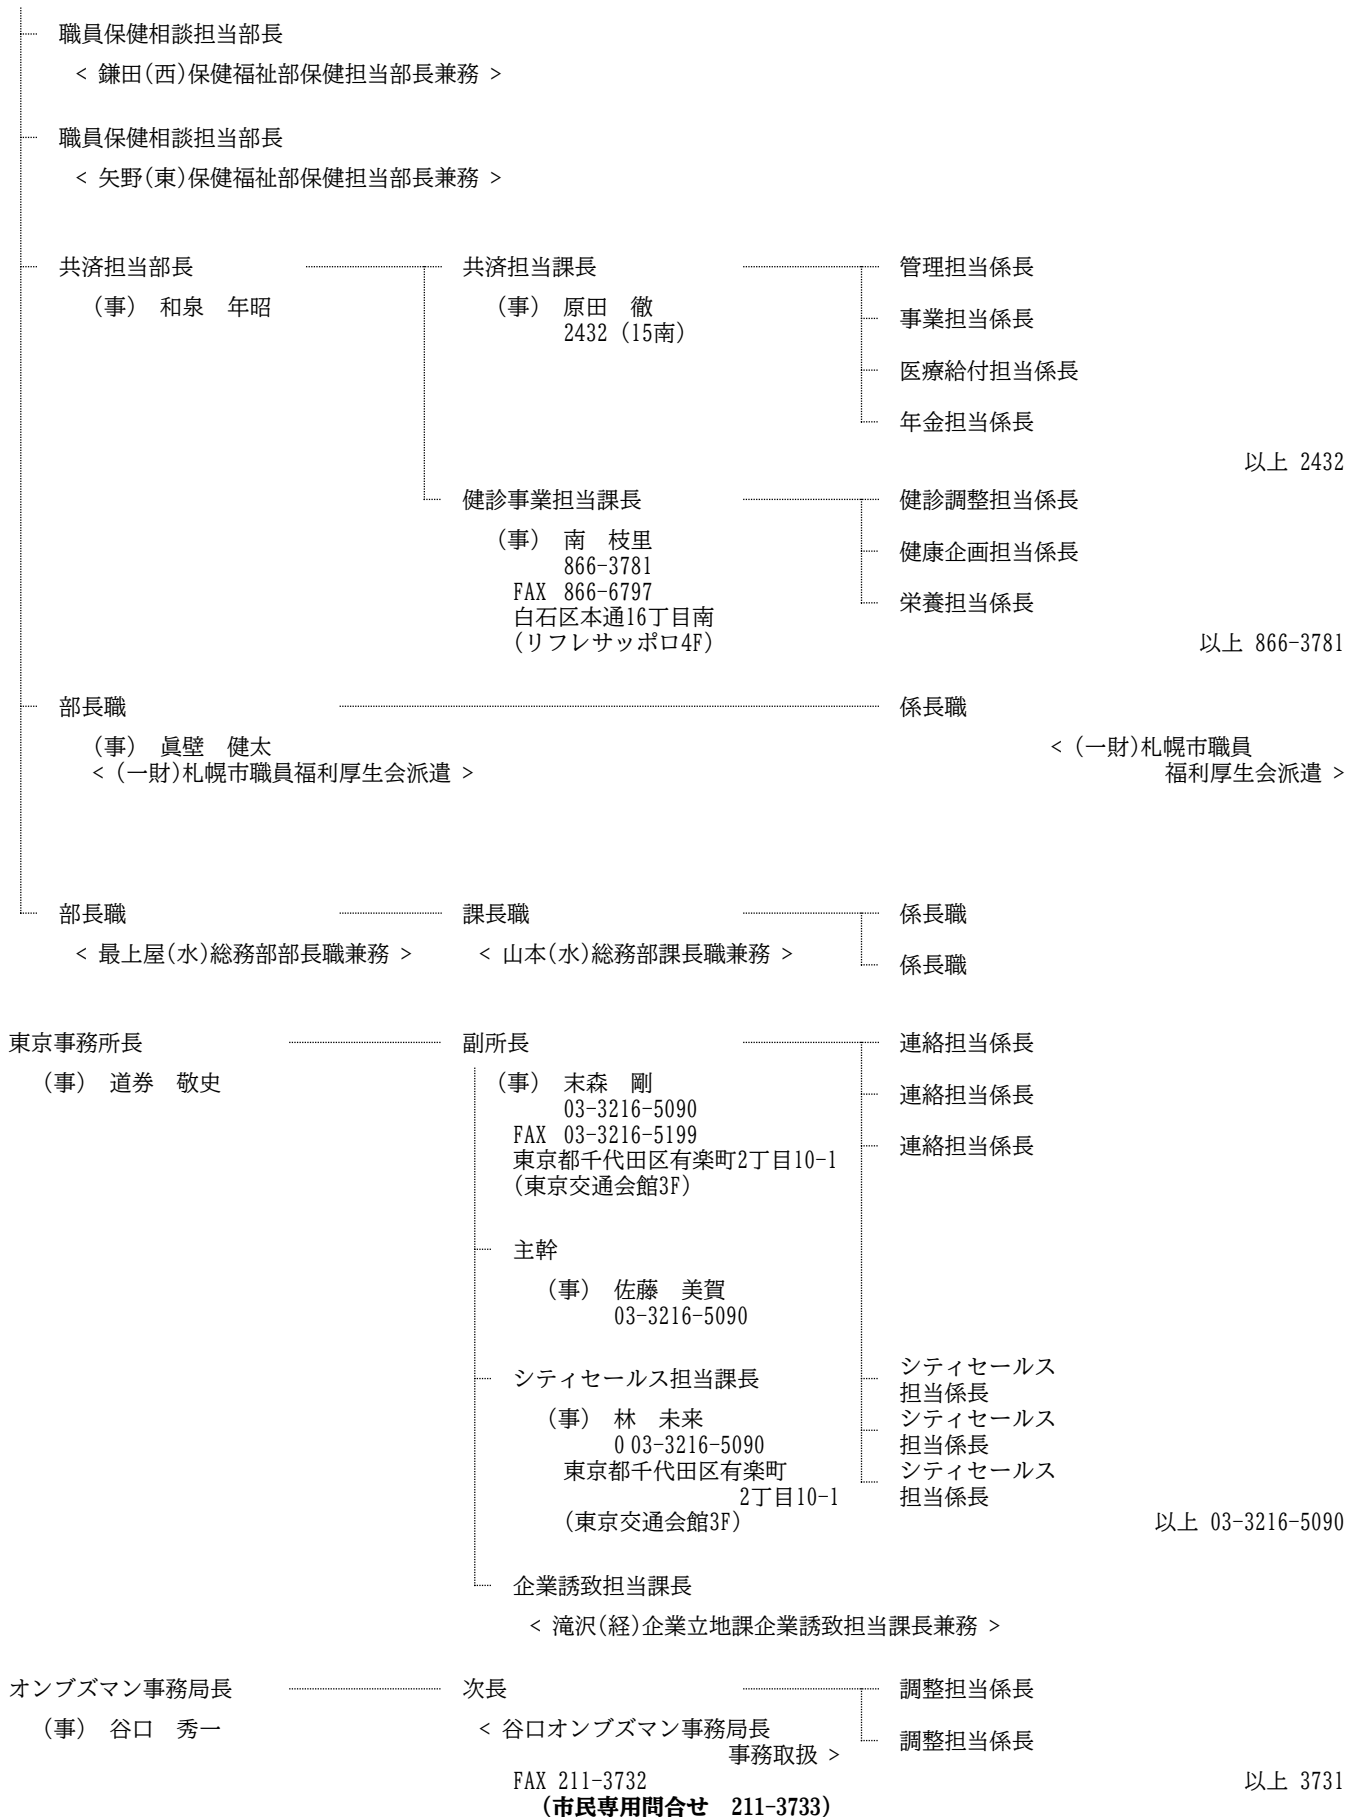 職員保健相談担当部長
< 鎌田(西)保健福祉部保健担当部長兼務 >
職員保健相談担当部長
< 矢野(東)保健福祉部保健担当部長兼務 >
共済担当部長
(事) 和泉 年昭
共済担当課長
(事) 原田 徹
2432 (15南)
管理担当係長
事業担当係長
医療給付担当係長
年金担当係長
以上 2432
健診事業担当課長
(事) 南 枝里
866-3781
FAX 866-6797
白石区本通16丁目南
(リフレサッポロ4F)
健診調整担当係長
健康企画担当係長
栄養担当係長
以上 866-3781
部長職
(事) 眞壁 健太
< (一財)札幌市職員福利厚生会派遣 >
係長職
< (一財)札幌市職員
福利厚生会派遣 >
部長職
< 最上屋(水)総務部部長職兼務 >
課長職
< 山本(水)総務部課長職兼務 >
係長職
係長職
東京事務所長
(事) 道券 敬史
副所長
(事) 末森 剛
03-3216-5090
FAX 03-3216-5199
東京都千代田区有楽町2丁目10-1
(東京交通会館3F)
連絡担当係長
連絡担当係長
連絡担当係長
主幹
(事) 佐藤 美賀
03-3216-5090
シティセールス担当課長
(事) 林 未来
0 03-3216-5090
東京都千代田区有楽町
2丁目10-1
(東京交通会館3F)
シティセールス
担当係長
シティセールス
担当係長
シティセールス
担当係長
以上 03-3216-5090
企業誘致担当課長
< 滝沢(経)企業立地課企業誘致担当課長兼務 >
オンブズマン事務局長
(事) 谷口 秀一
次長
< 谷口オンブズマン事務局長
事務取扱 >
FAX 211-3732
(市民専用問合せ 211-3733)
調整担当係長
調整担当係長
以上 3731